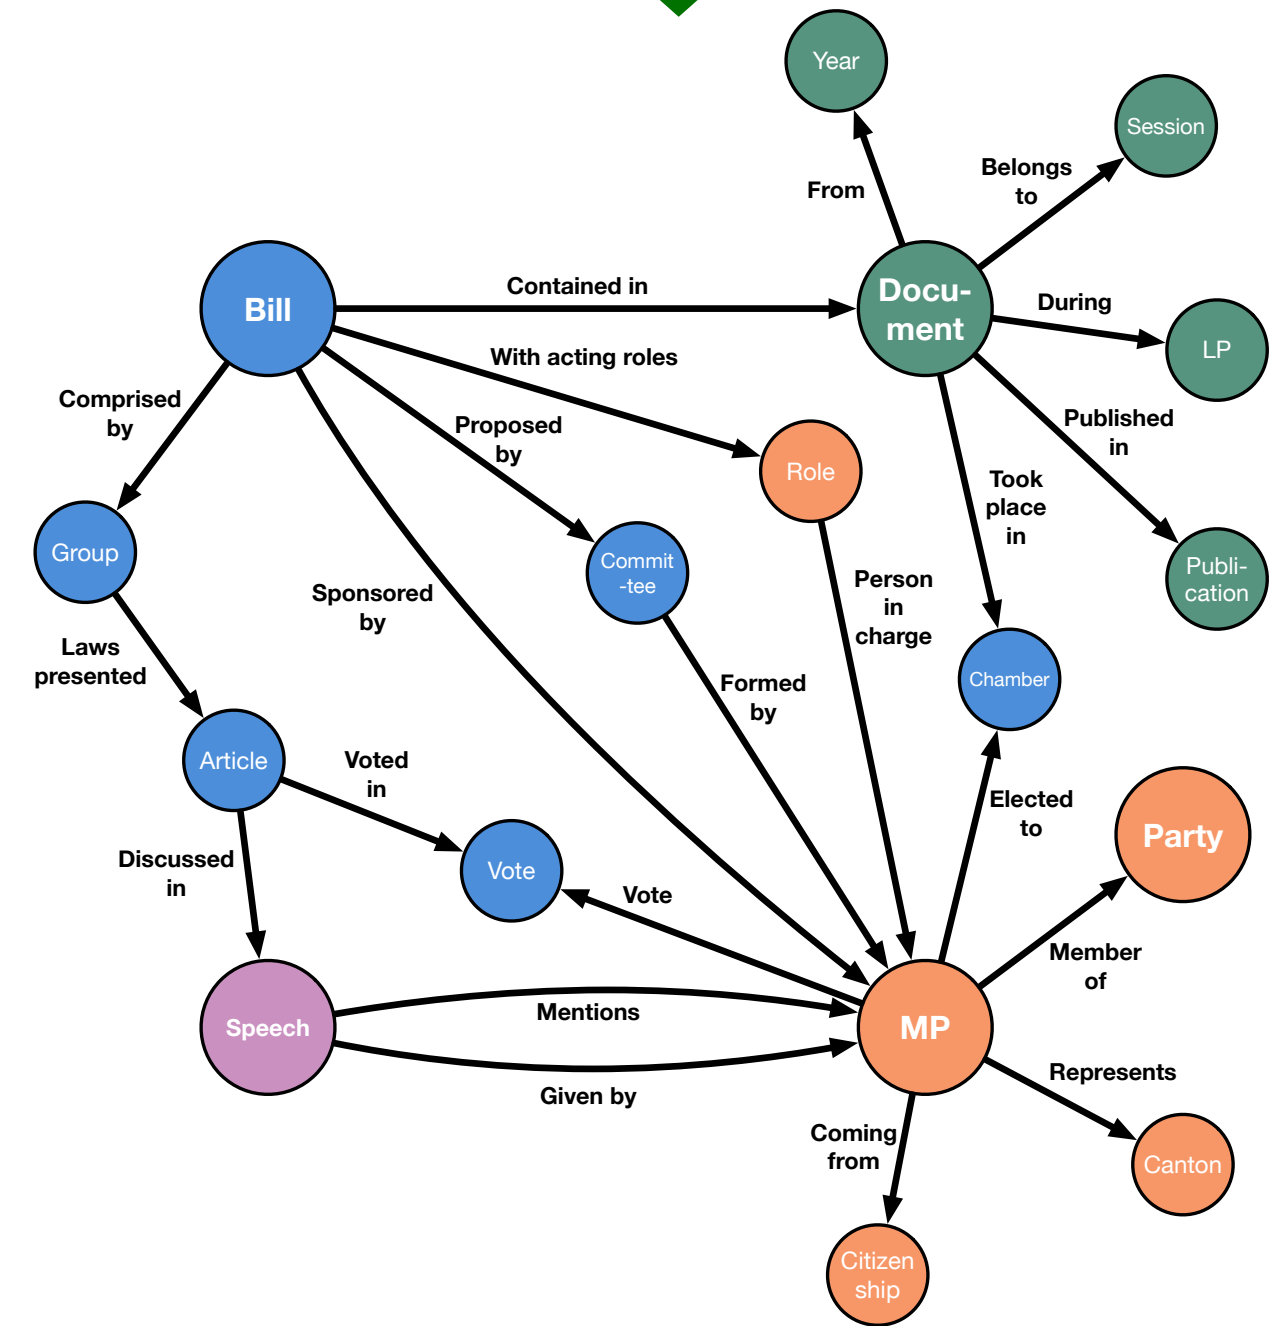 Year
Session
Belongs
to
From
Bill
Contained in
Docu-
ment
During
LP
With acting roles
Comprised
by
Proposed
by
Published
in
Role
Took
place
in
Group
Commit
-tee
Publi-
cation
Person
in
charge
Sponsored
by
Laws
presented
Formed
by
Chamber
Article
Voted
in
Elected
to
Party
Discussed
in
Vote
Vote
Member
of
Speech
Mentions
MP
Given by
Represents
Coming
from
Canton
Citizen
ship